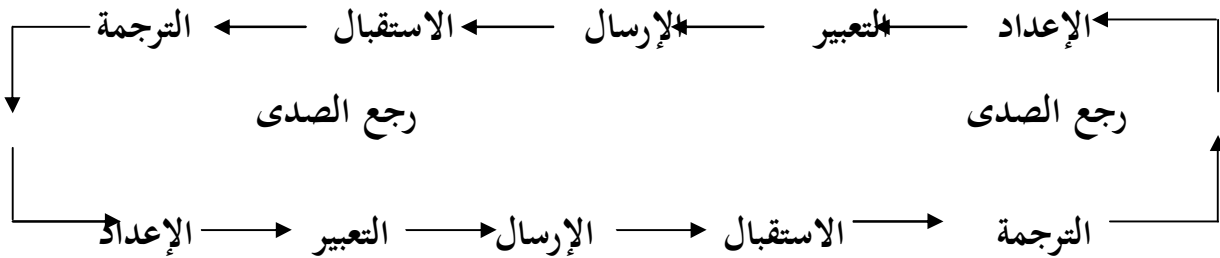 الإعداد التعبير الإرسال الاستقبال الترجمة
رجع الصدى رجع الصدى
الترجمة الاستقبال الإرسال التعبير الإعداد